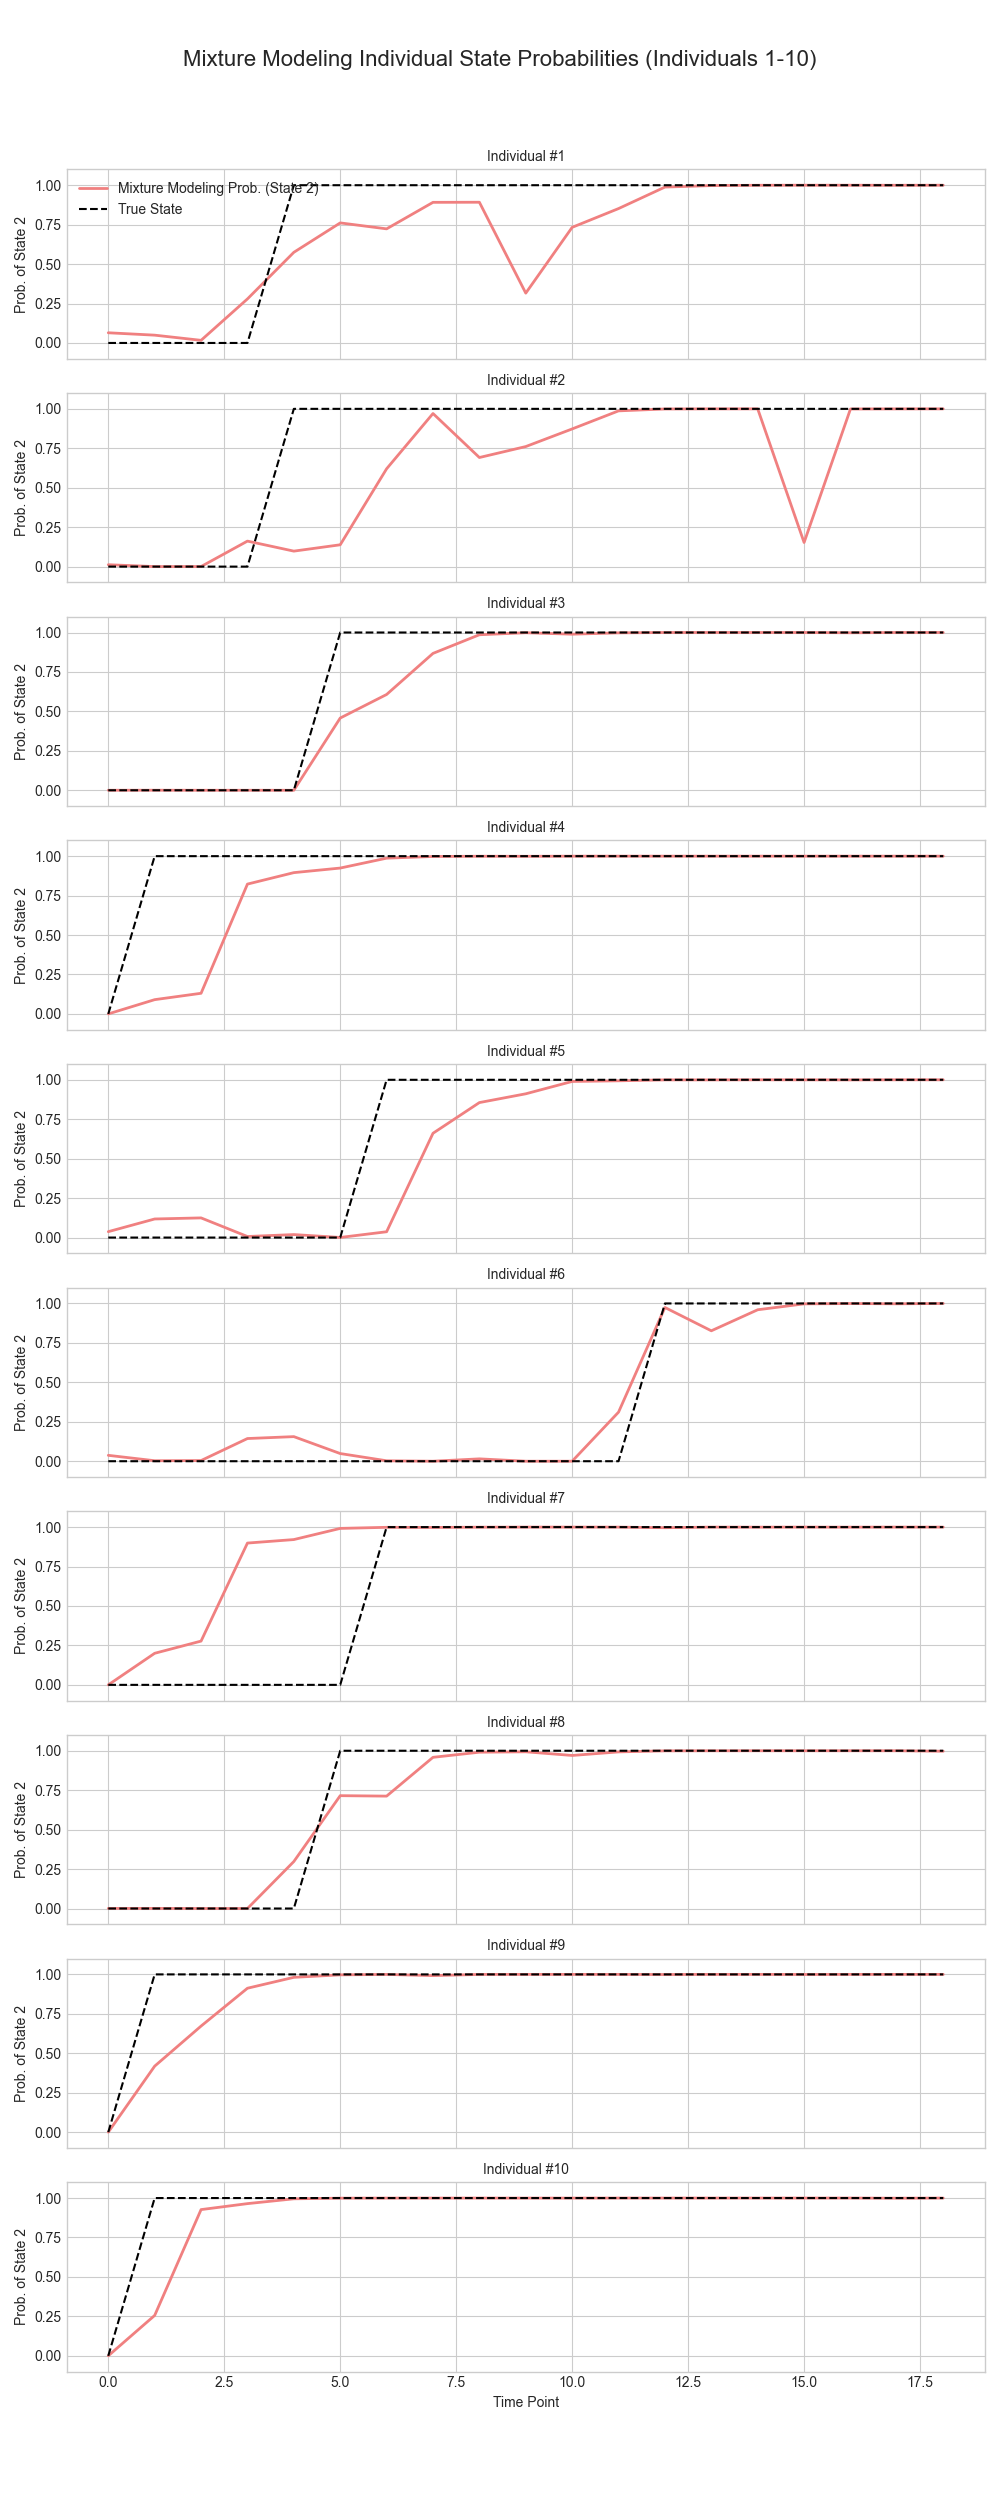 Mixture Modeling Individual State Probabilities (Individuals 1-10)
Individual #1
Mixture Modeling Prob. (State 2)
True State
Prob. of State 2
1.00
0.75
0.50
0.25
0.00
Individual #2
Prob. of State 2
1.00
0.75
0.50
0.25
0.00
Individual #3
Prob. of State 2
1.00
0.75
0.50
0.25
0.00
Individual #4
Prob. of State 2
1.00
0.75
0.50
0.25
0.00
Individual #5
Prob. of State 2
1.00
0.75
0.50
0.25
0.00
Individual #6
Prob. of State 2
1.00
0.75
0.50
0.25
0.00
Individual #7
Prob. of State 2
1.00
0.75
0.50
0.25
0.00
Individual #8
Prob. of State 2
1.00
0.75
0.50
0.25
0.00
Individual #9
Prob. of State 2
1.00
0.75
0.50
0.25
0.00
Individual #10
Prob. of State 2
1.00
0.75
0.50
0.25
0.00
0.0 2.5 5.0 7.5 10.0 12.5 15.0 17.5
Time Point